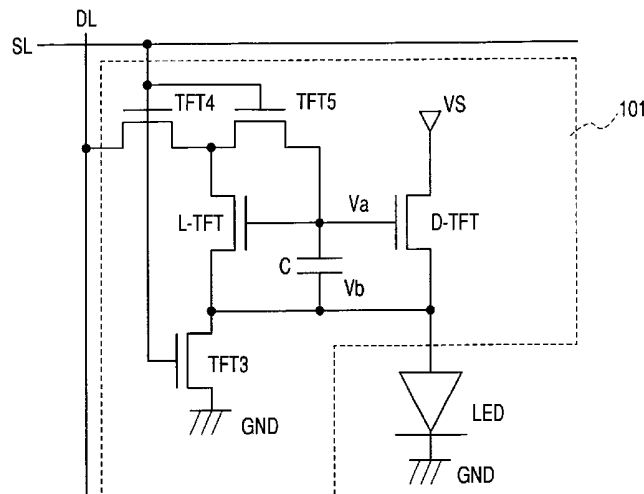 DL
SL
TFT4
TFT5
VS
101
L-TFT
Va
D-TFT
C
Vb
TFT3
LED
GND
GND